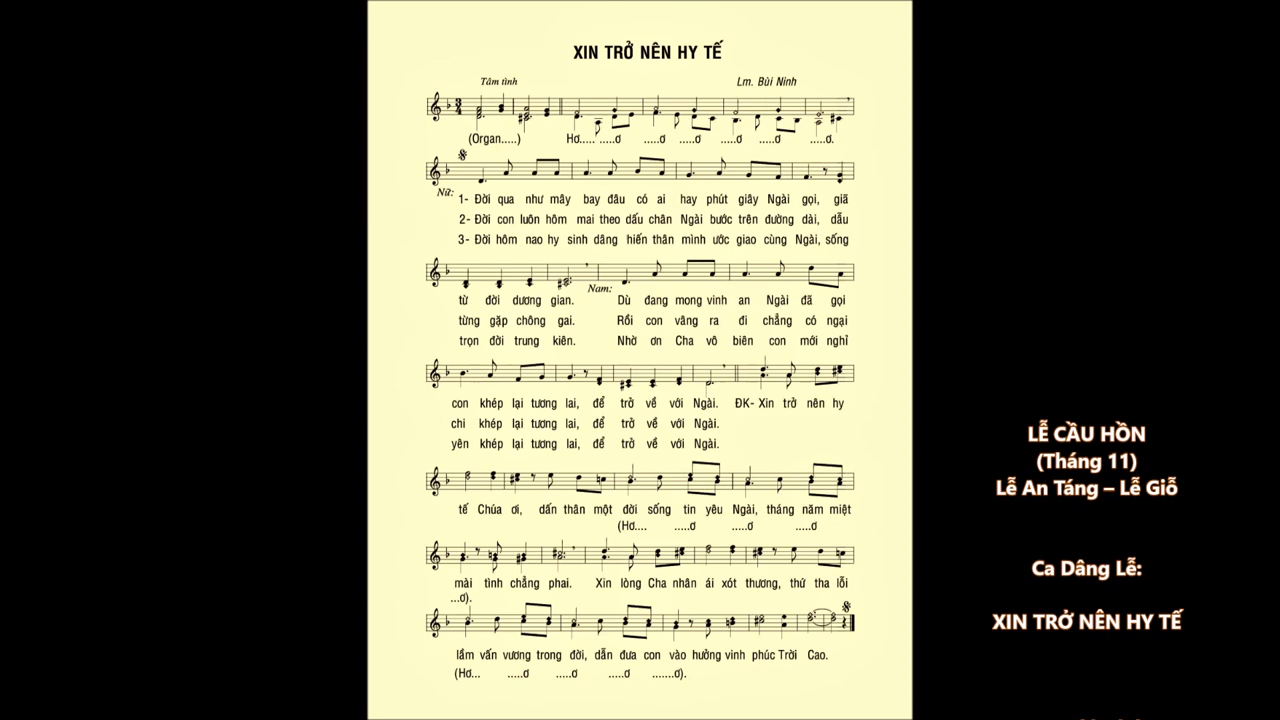 XIN TRỞ NÊN HY TẾ
Tâm tình
Lm. Bùi Ninh
(Organ.....) Hơ..... .....ơ .....ơ .....ơ .....ơ .....ơ .....ơ.
Nữ:
1- Đời qua như mây bay đâu có ai hay phút giây Ngài gọi, giã
2- Đời con luôn hôm mai theo dấu chân Ngài bước trên đường dài, dẫu
3- Đời hôm nao hy sinh dâng hiến thân mình ước giao cùng Ngài, sống
Nam:
từ đời dương gian. Dù đang mong vinh an Ngài đã gọi
từng gặp chông gai. Rồi con vâng ra đi chẳng có ngại
trọn đời trung kiên. Nhờ ơn Cha vô biên con mới nghỉ
con khép lại tương lai, để trở về với Ngài. ĐK- Xin trở nên hy
chi khép lại tương lai, để trở về với Ngài.
yên khép lại tương lai, để trở về với Ngài.
tế Chúa ơi, dấn thân một đời sống tin yêu Ngài, tháng năm miệt
(Hơ.... .....ơ .....ơ .....ơ
mài tình chẳng phai. Xin lòng Cha nhân ái xót thương, thứ tha lỗi
...ơ).
lầm vấn vương trong đời, dẫn đưa con vào hưởng vinh phúc Trời Cao.
(Hơ... .....ơ .....ơ .....ơ .......ơ).
LỄ CẦU HỒN
(Tháng 11)
Lễ An Táng – Lễ Giỗ
Ca Dâng Lễ:
XIN TRỞ NÊN HY TẾ